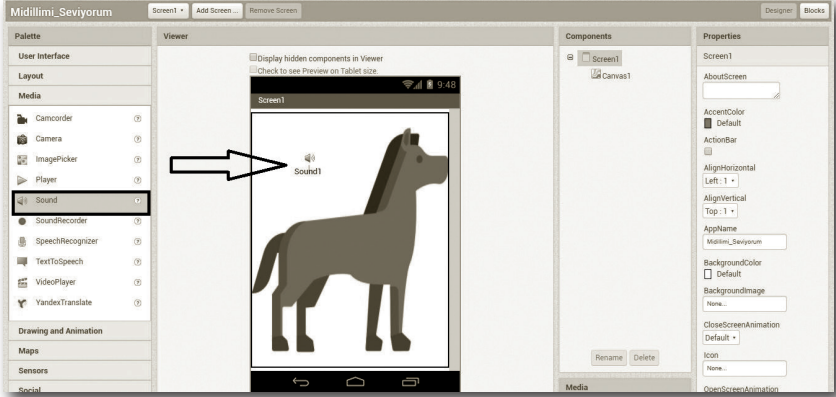 Midillimi_Seviyorum
Screen1
Add Screen ...
Remove Screen
Designer
Blocks
Palette
User Interface
Layout
Media
Camcorder
Camera
ImagePicker
Player
Sound
SoundRecorder
SpeechRecognizer
TextToSpeech
VideoPlayer
YandexTranslate
Drawing and Animation
Maps
Sensors
Social
Viewer
Display hidden components in Viewer
Check to see Preview on Tablet size.
9:48
Screen1
Sound1
Components
Screen1
Canvas1
Rename
Delete
Media
Properties
Screen1
AboutScreen
AccentColor
Default
ActionBar
AlignHorizontal
Left : 1
AlignVertical
Top : 1
AppName
Midillimi_Seviyorum
BackgroundColor
Default
BackgroundImage
None...
CloseScreenAnimation
Default
Icon
None...
OpenScreenAnimation